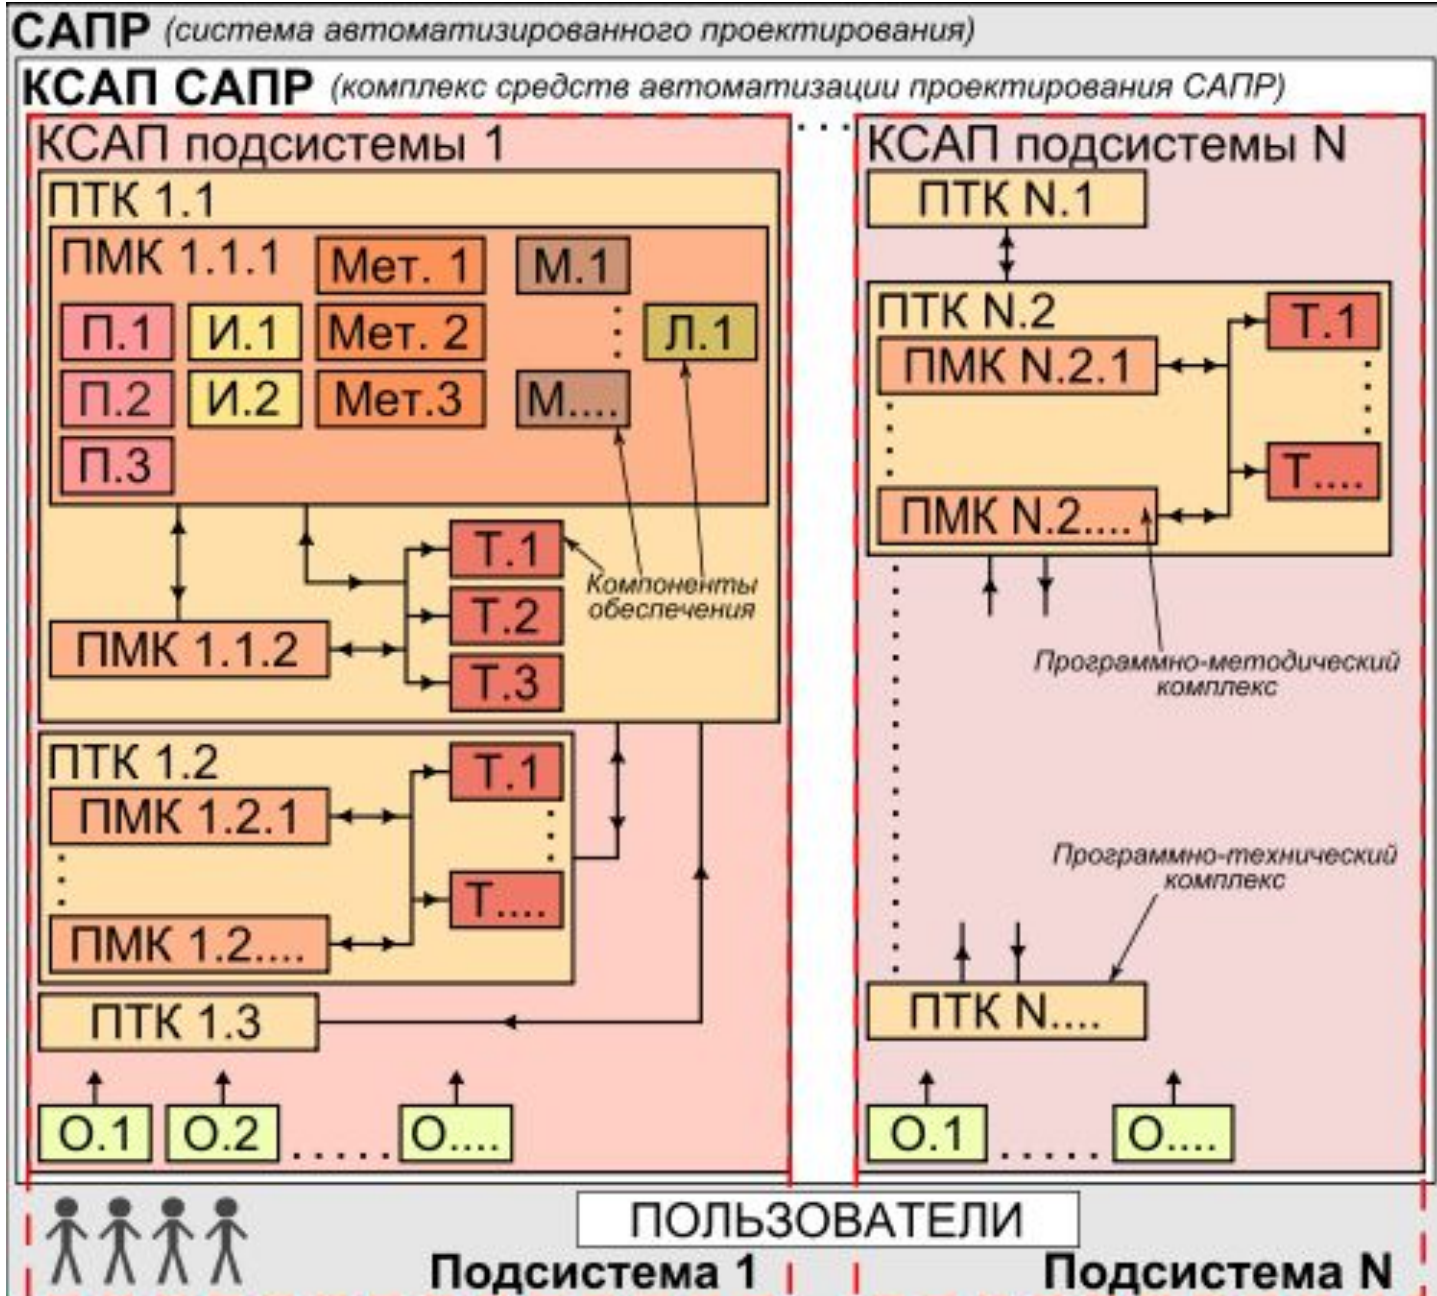 САПР (система автоматизированного проектирования)
КСАП САПР (комплекс средств автоматизации проектирования САПР)
КСАП подсистемы 1
ПТК 1.1
ПМК 1.1.1
Мет. 1
М.1
П.1
И.1
Мет. 2
Л.1
П.2
И.2
Мет.3
М....
П.3
Т.1
Компоненты
обеспечения
Т.2
ПМК 1.1.2
Т.3
ПТК 1.2
Т.1
ПМК 1.2.1
Т....
ПМК 1.2....
ПТК 1.3
О.1
О.2
О....
КСАП подсистемы N
ПТК N.1
ПТК N.2
Т.1
ПМК N.2.1
Т....
ПМК N.2....
Программно-методический
комплекс
Программно-технический
комплекс
ПТК N....
О.1
О....
ПОЛЬЗОВАТЕЛИ
Подсистема 1
Подсистема N